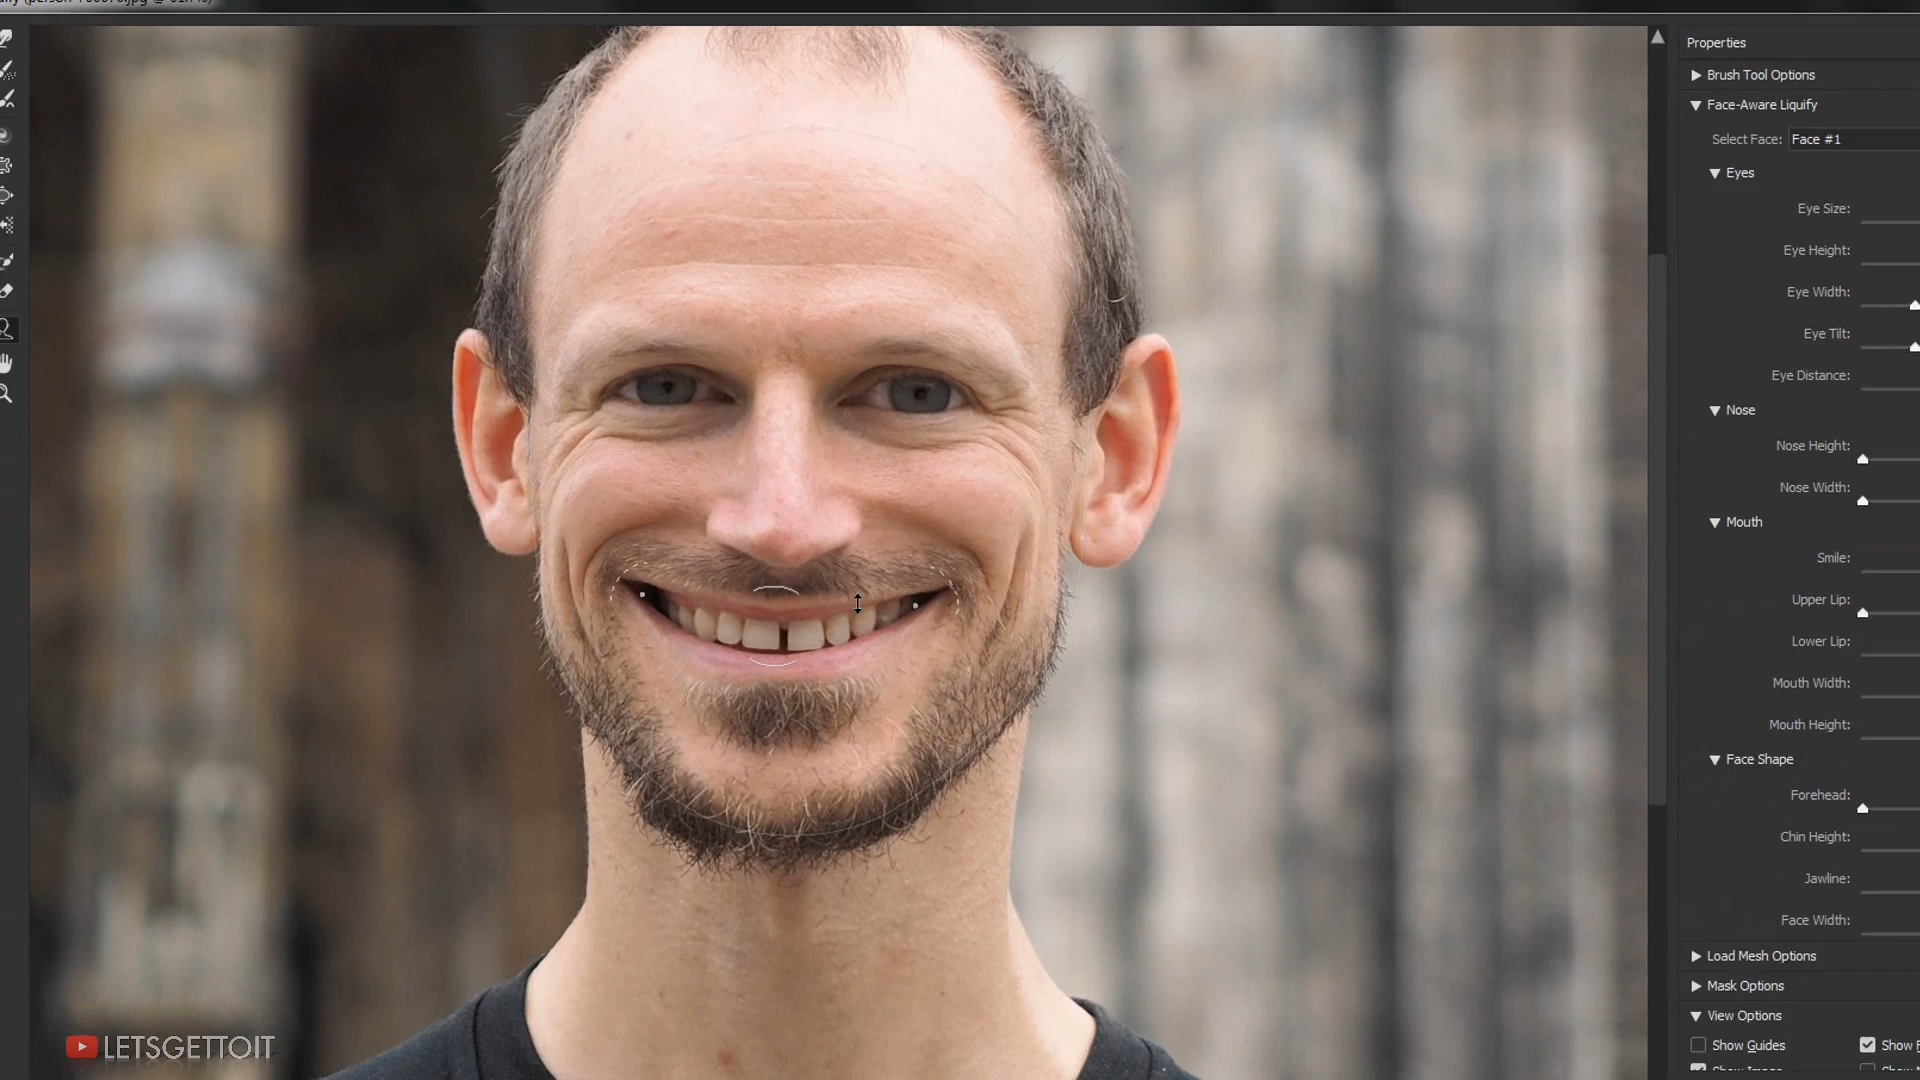 Properties
Brush Tool Options
Face-Aware Liquify
Select Face: Face #1
Eyes
Eye Size:
Eye Height:
Eye Width:
Eye Tilt:
Eye Distance:
Nose
Nose Height:
Nose Width:
Mouth
Smile:
Upper Lip:
Lower Lip:
Mouth Width:
Mouth Height:
Face Shape
Forehead:
Chin Height:
Jawline:
Face Width:
Load Mesh Options
Mask Options
View Options
Show Guides Show
LETSGETTOIT